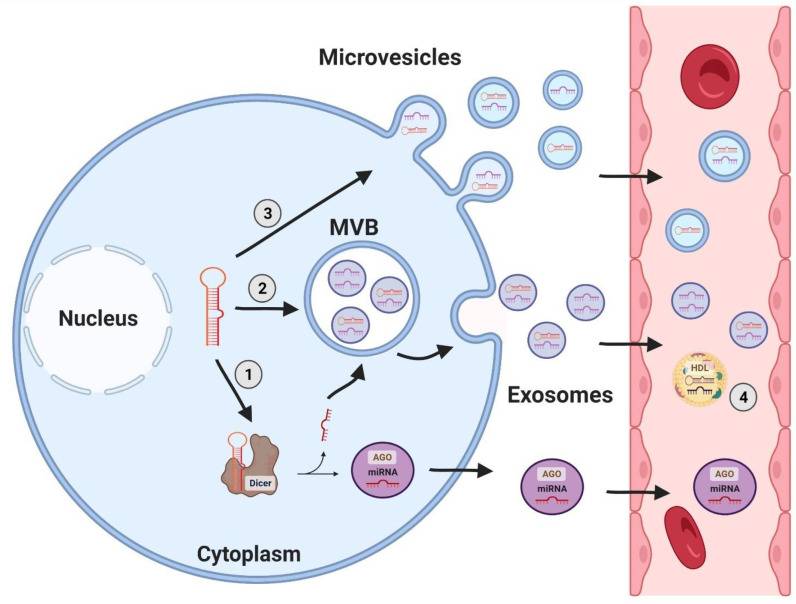 Microvesicles
3
MVB
Nucleus
2
1
Exosomes
HDL
4
Dicer
AGO
miRNA
AGO
miRNA
AGO
miRNA
Cytoplasm